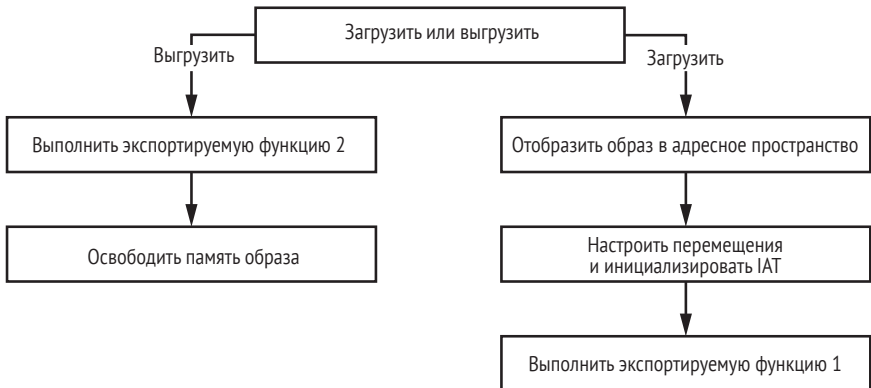 Загрузить или выгрузить
Выгрузить
Загрузить
Выполнить экспортируемую функцию 2
Отобразить образ в адресное пространство
Освободить память образа
Настроить перемещения
и инициализировать IAT
Выполнить экспортируемую функцию 1